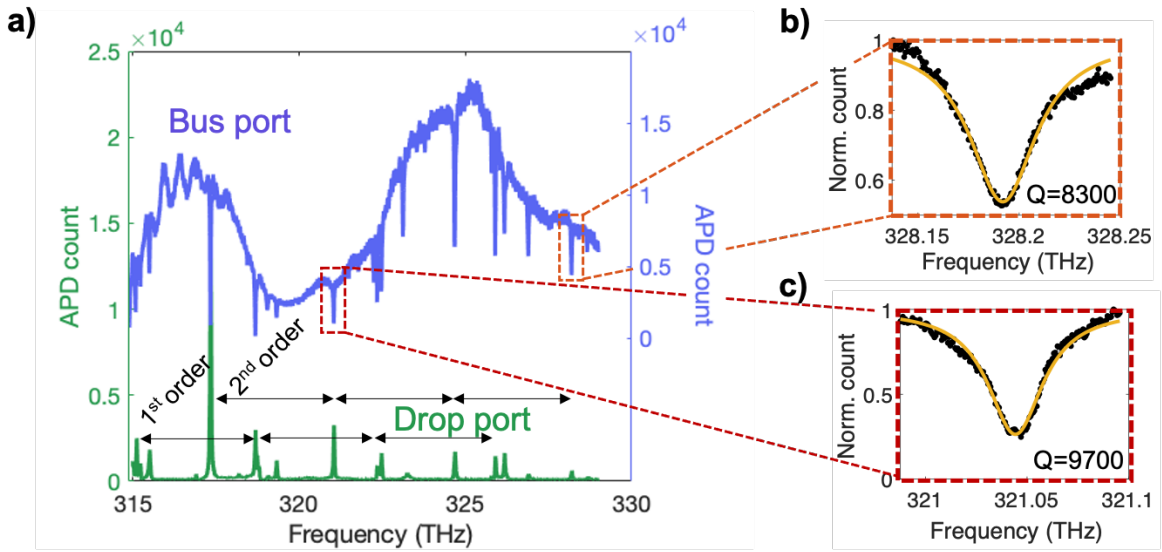 a)
×10⁴
×10⁴
2.5
2
1.5
1
0.5
0
APD count
Bus port
1.5
1
0.5
0
APD count
1st order
2nd order
Drop port
315
320
325
330
Frequency (THz)
b)
1
0.8
0.6
Norm. count
Q=8300
328.15
328.2
328.25
Frequency (THz)
c)
1
0.5
0
Norm. count
Q=9700
321
321.05
321.1
Frequency (THz)